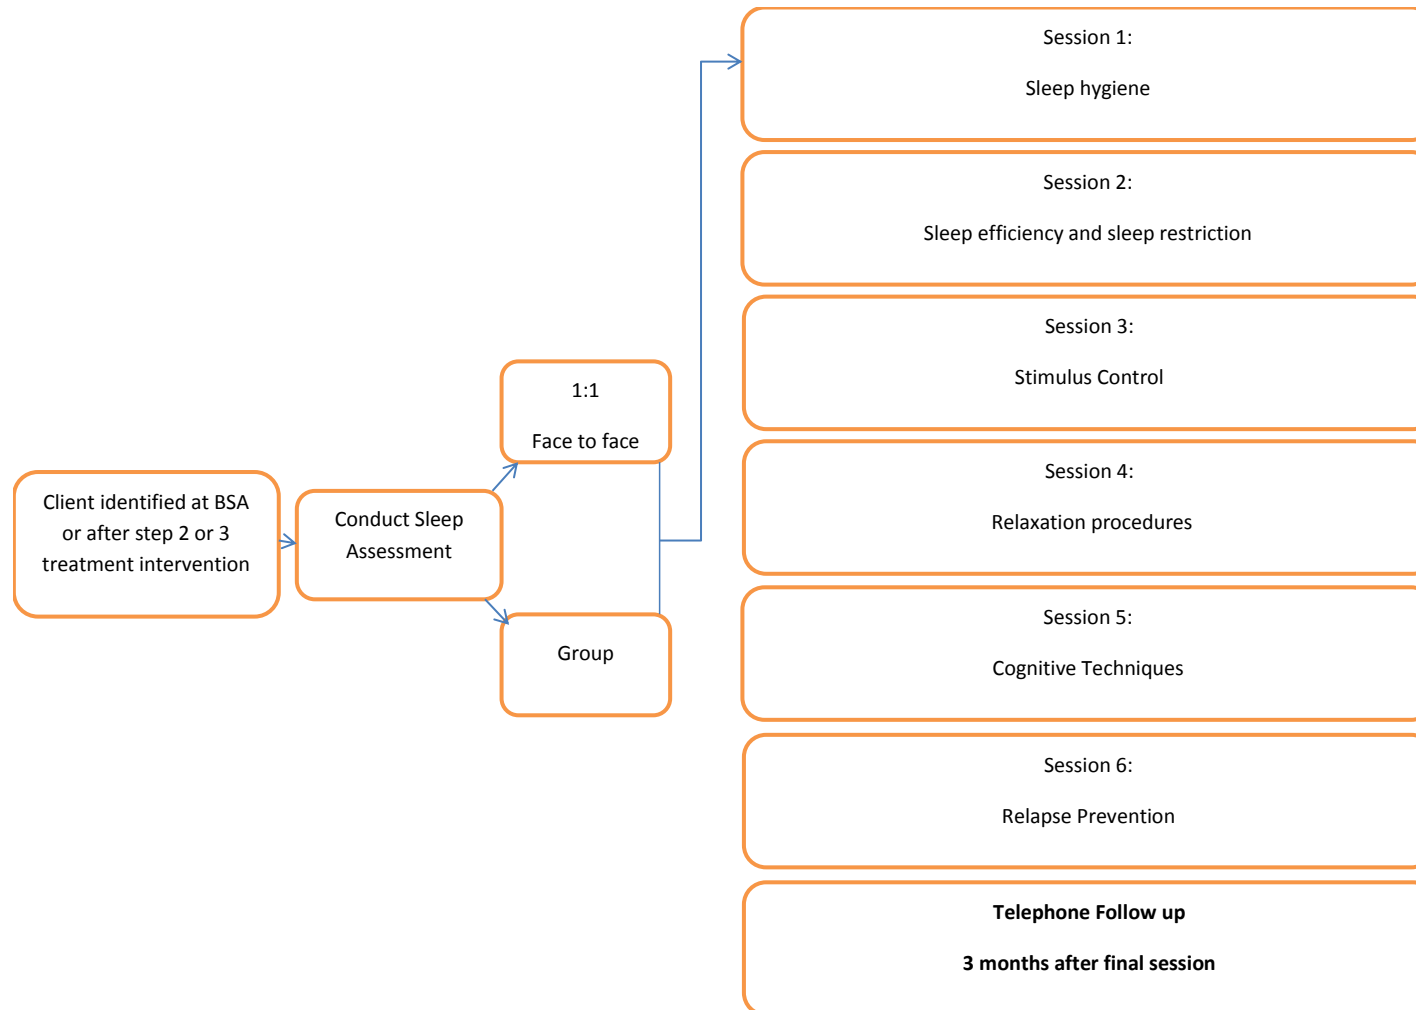 Client identified at BSA
or after step 2 or 3
treatment intervention
Conduct Sleep
Assessment
1:1
Face to face
Group
Session 1:
Sleep hygiene
Session 2:
Sleep efficiency and sleep restriction
Session 3:
Stimulus Control
Session 4:
Relaxation procedures
Session 5:
Cognitive Techniques
Session 6:
Relapse Prevention
Telephone Follow up
3 months after final session